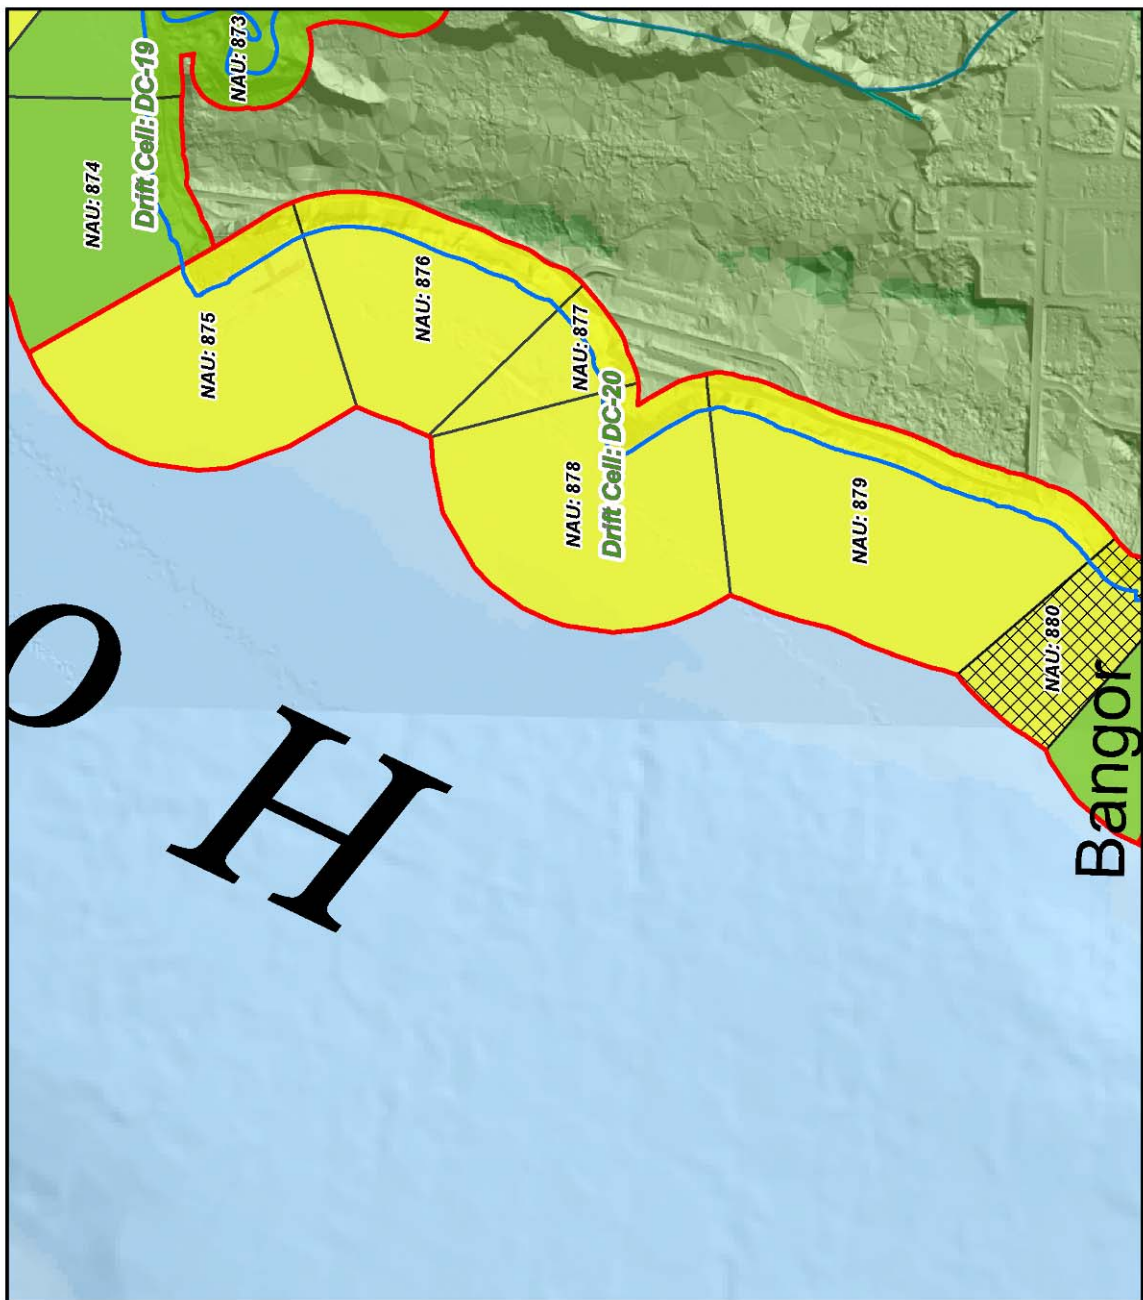 NAU: 873
Drift Cell: DC-19
NAU: 874
NAU: 875
NAU: 876
NAU: 877
Drift Cell: DC-20
NAU: 878
NAU: 879
NAU: 880
O
H
Bangor